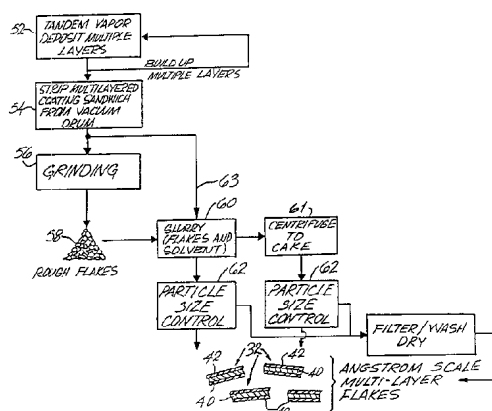 52
TANDEM VAPOR
DEPOSIT MULTIPLE
LAYERS
BUILD UP
MULTIPLE LAYERS
54
STRIP MULTILAYERED
COATING SANDWICH
FROM VACUUM
DRUM
56
GRINDING
63
60
61
58
ROUGH FLAKES
SLURRY
(FLAKES AND
SOLVENT)
CENTRIFUGE
TO
CAKE
62
62
PARTICLE
SIZE
CONTROL
PARTICLE
SIZE
CONTROL
FILTER/WASH
DRY
42
32
42
40
40
ANGSTROM SCALE
MULTI-LAYER
FLAKES